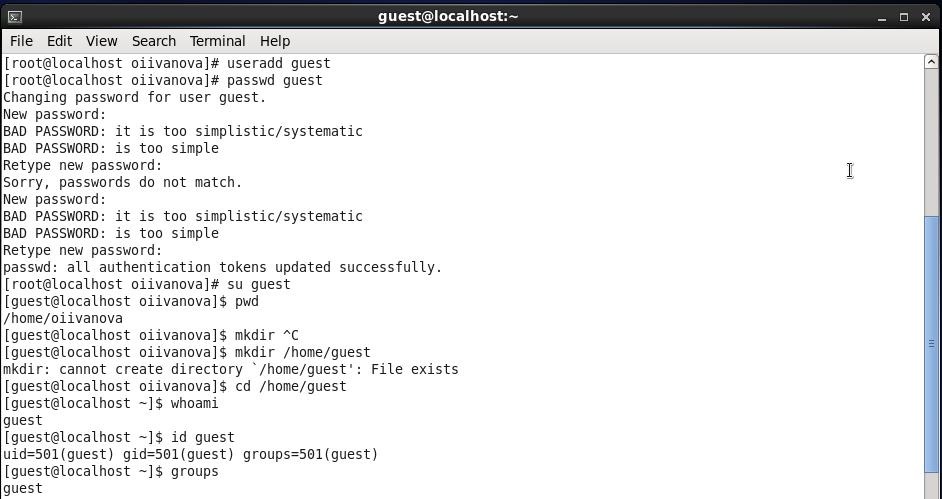 guest@localhost:~
File Edit View Search Terminal Help
[root@localhost oiivanova]# useradd guest
[root@localhost oiivanova]# passwd guest
Changing password for user guest.
New password:
BAD PASSWORD: it is too simplistic/systematic
BAD PASSWORD: is too simple
Retype new password:
Sorry, passwords do not match.
New password:
BAD PASSWORD: it is too simplistic/systematic
BAD PASSWORD: is too simple
Retype new password:
passwd: all authentication tokens updated successfully.
[root@localhost oiivanova]# su guest
[guest@localhost oiivanova]$ pwd
/home/oiivanova
[guest@localhost oiivanova]$ mkdir ^C
[guest@localhost oiivanova]$ mkdir /home/guest
mkdir: cannot create directory `/home/guest': File exists
[guest@localhost oiivanova]$ cd /home/guest
[guest@localhost ~]$ whoami
guest
[guest@localhost ~]$ id guest
uid=501(guest) gid=501(guest) groups=501(guest)
[guest@localhost ~]$ groups
guest